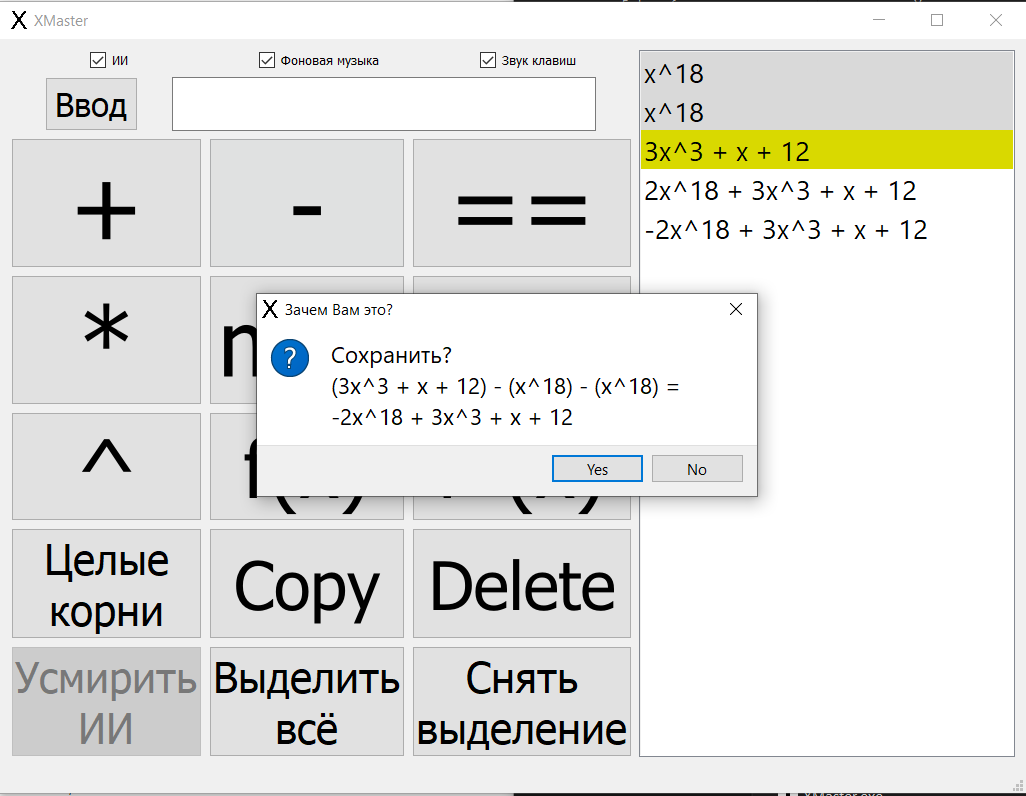 XMaster
ИИ
Фоновая музыка
Звук клавиш
Ввод
x^18
x^18
3x^3 + x + 12
2x^18 + 3x^3 + x + 12
-2x^18 + 3x^3 + x + 12
+
-
==
*
Зачем Вам это?
Сохранить?
(3x^3 + x + 12) - (x^18) - (x^18) =
-2x^18 + 3x^3 + x + 12
Yes
No
^
Целые
корни
Copy
Delete
Усмирить
ИИ
Выделить
всё
Снять
выделение